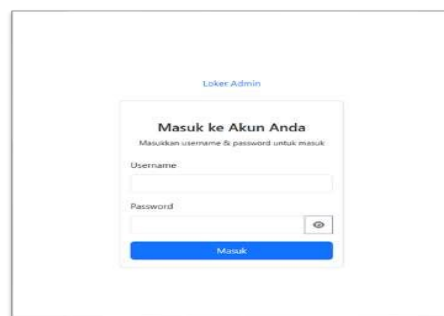 Loker Admin
Masuk ke Akun Anda
Masukkan username & password untuk masuk
Username
Password
Masuk